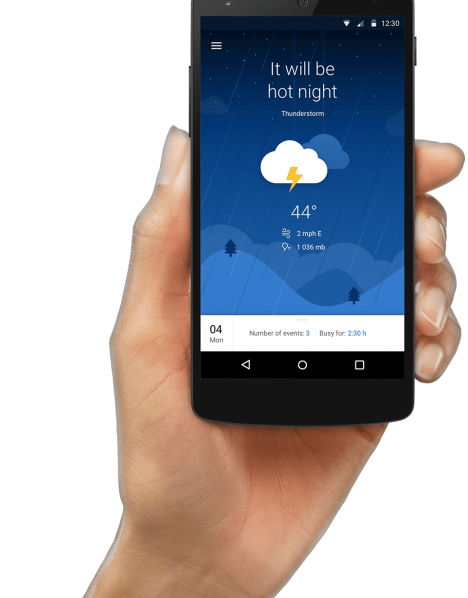 12:30
It will be
hot night
Thunderstorm
44°
2 mph E
1 036 mb
04
Mon
Number of events: 3 Busy for: 2:30 h